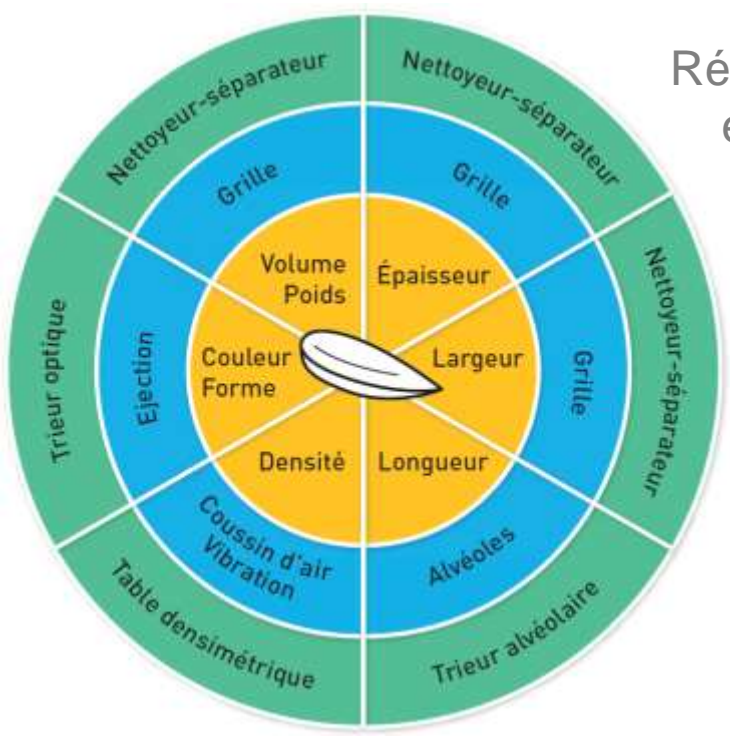 Nettoyeur-séparateur
Nettoyeur-séparateur
Ré
e
Grille
Grille
Volume
Poids
Épaisseur
Nettoyeur-séparateur
Trieur optique
Ejection
Couleur
Forme
Largeur
Grille
Densité
Longueur
Coussin d'air
Vibration
Alvéoles
Table densimétrique
Trieur alvéolaire